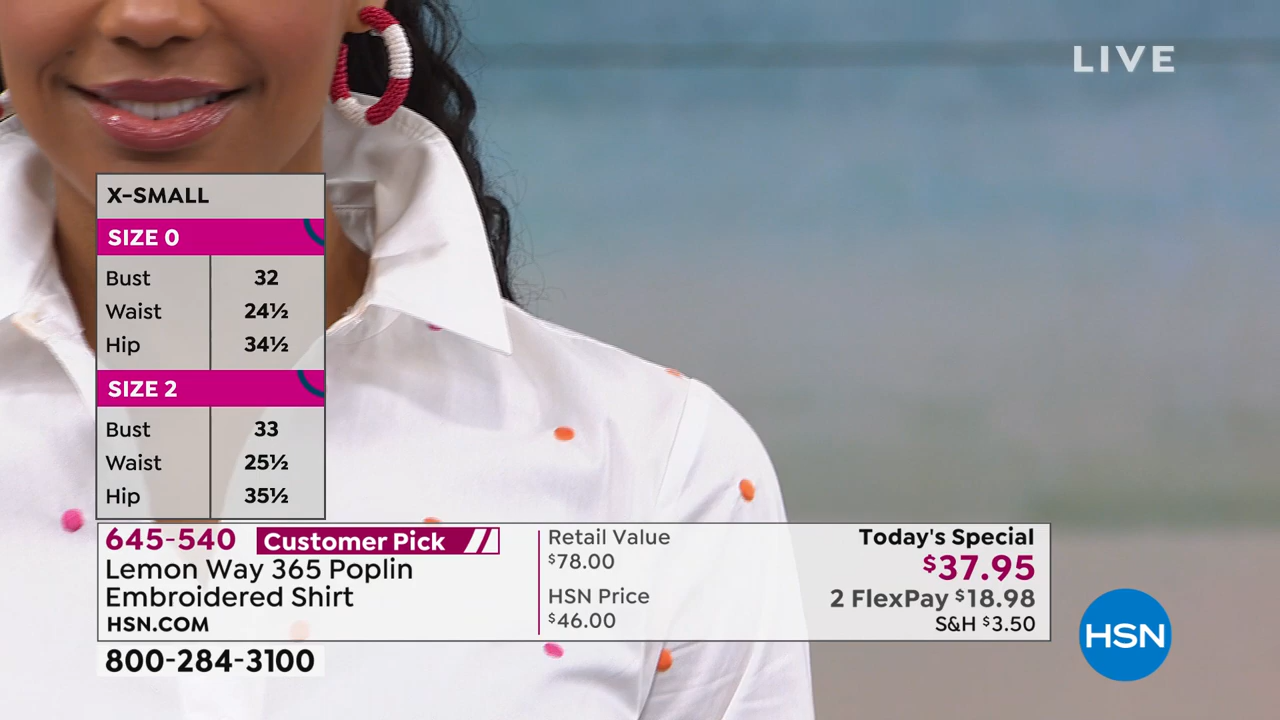 LIVE
X-SMALL
SIZE 0
Bust 32
Waist 24½
Hip 34½
SIZE 2
Bust 33
Waist 25½
Hip 35½
645-540 Customer Pick
Lemon Way 365 Poplin
Embroidered Shirt
HSN.COM
Retail Value
$78.00
HSN Price
$46.00
Today's Special
$37.95
2 FlexPay $18.98
S&H $3.50
800-284-3100
HSN